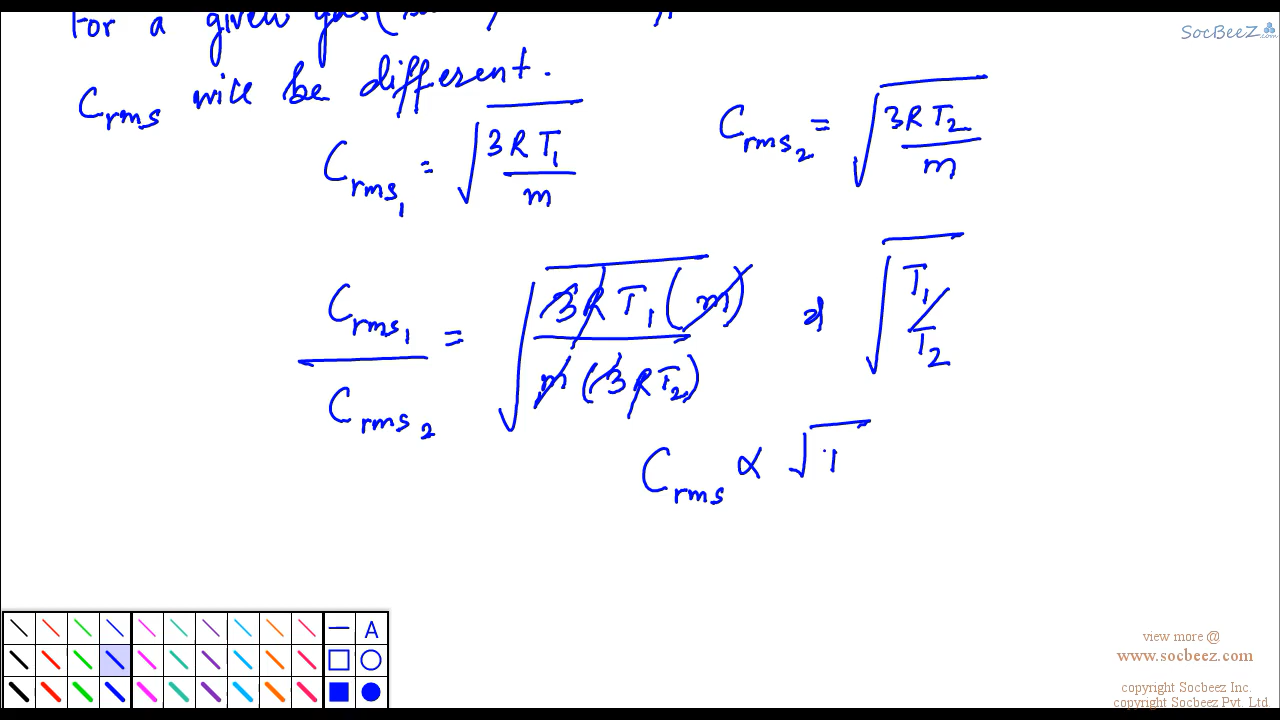 For a given gas(
SocBeeZ.com
Crms will be different.
Crms1 = √(3RT1/m)
Crms2 = √(3RT2/m)
Crms1/Crms2 = √(3RT1(m)/m(3RT2)) α √(T1/T2)
Crms ∝ √T
A
view more @
www.socbeez.com
copyright Socbeez Inc.
copyright Socbeez Pvt. Ltd.